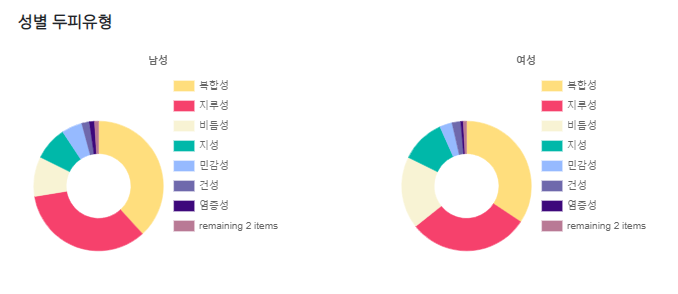 성별 두피유형
남성
복합성
지루성
비듬성
지성
민감성
건성
염증성
remaining 2 items
여성
복합성
지루성
비듬성
지성
민감성
건성
염증성
remaining 2 items